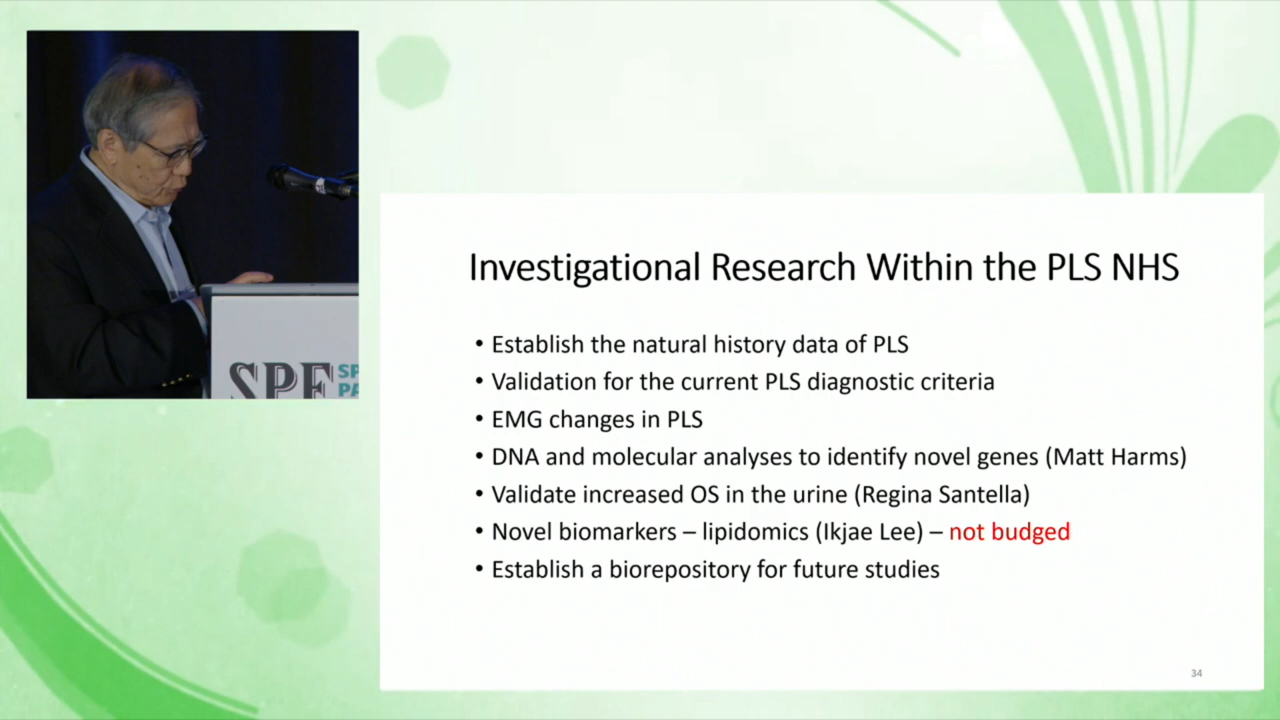 SPF SP
PA
Investigational Research Within the PLS NHS
• Establish the natural history data of PLS
• Validation for the current PLS diagnostic criteria
• EMG changes in PLS
• DNA and molecular analyses to identify novel genes (Matt Harms)
• Validate increased OS in the urine (Regina Santella)
• Novel biomarkers – lipidomics (Ikjae Lee) – not budged
• Establish a biorepository for future studies
34